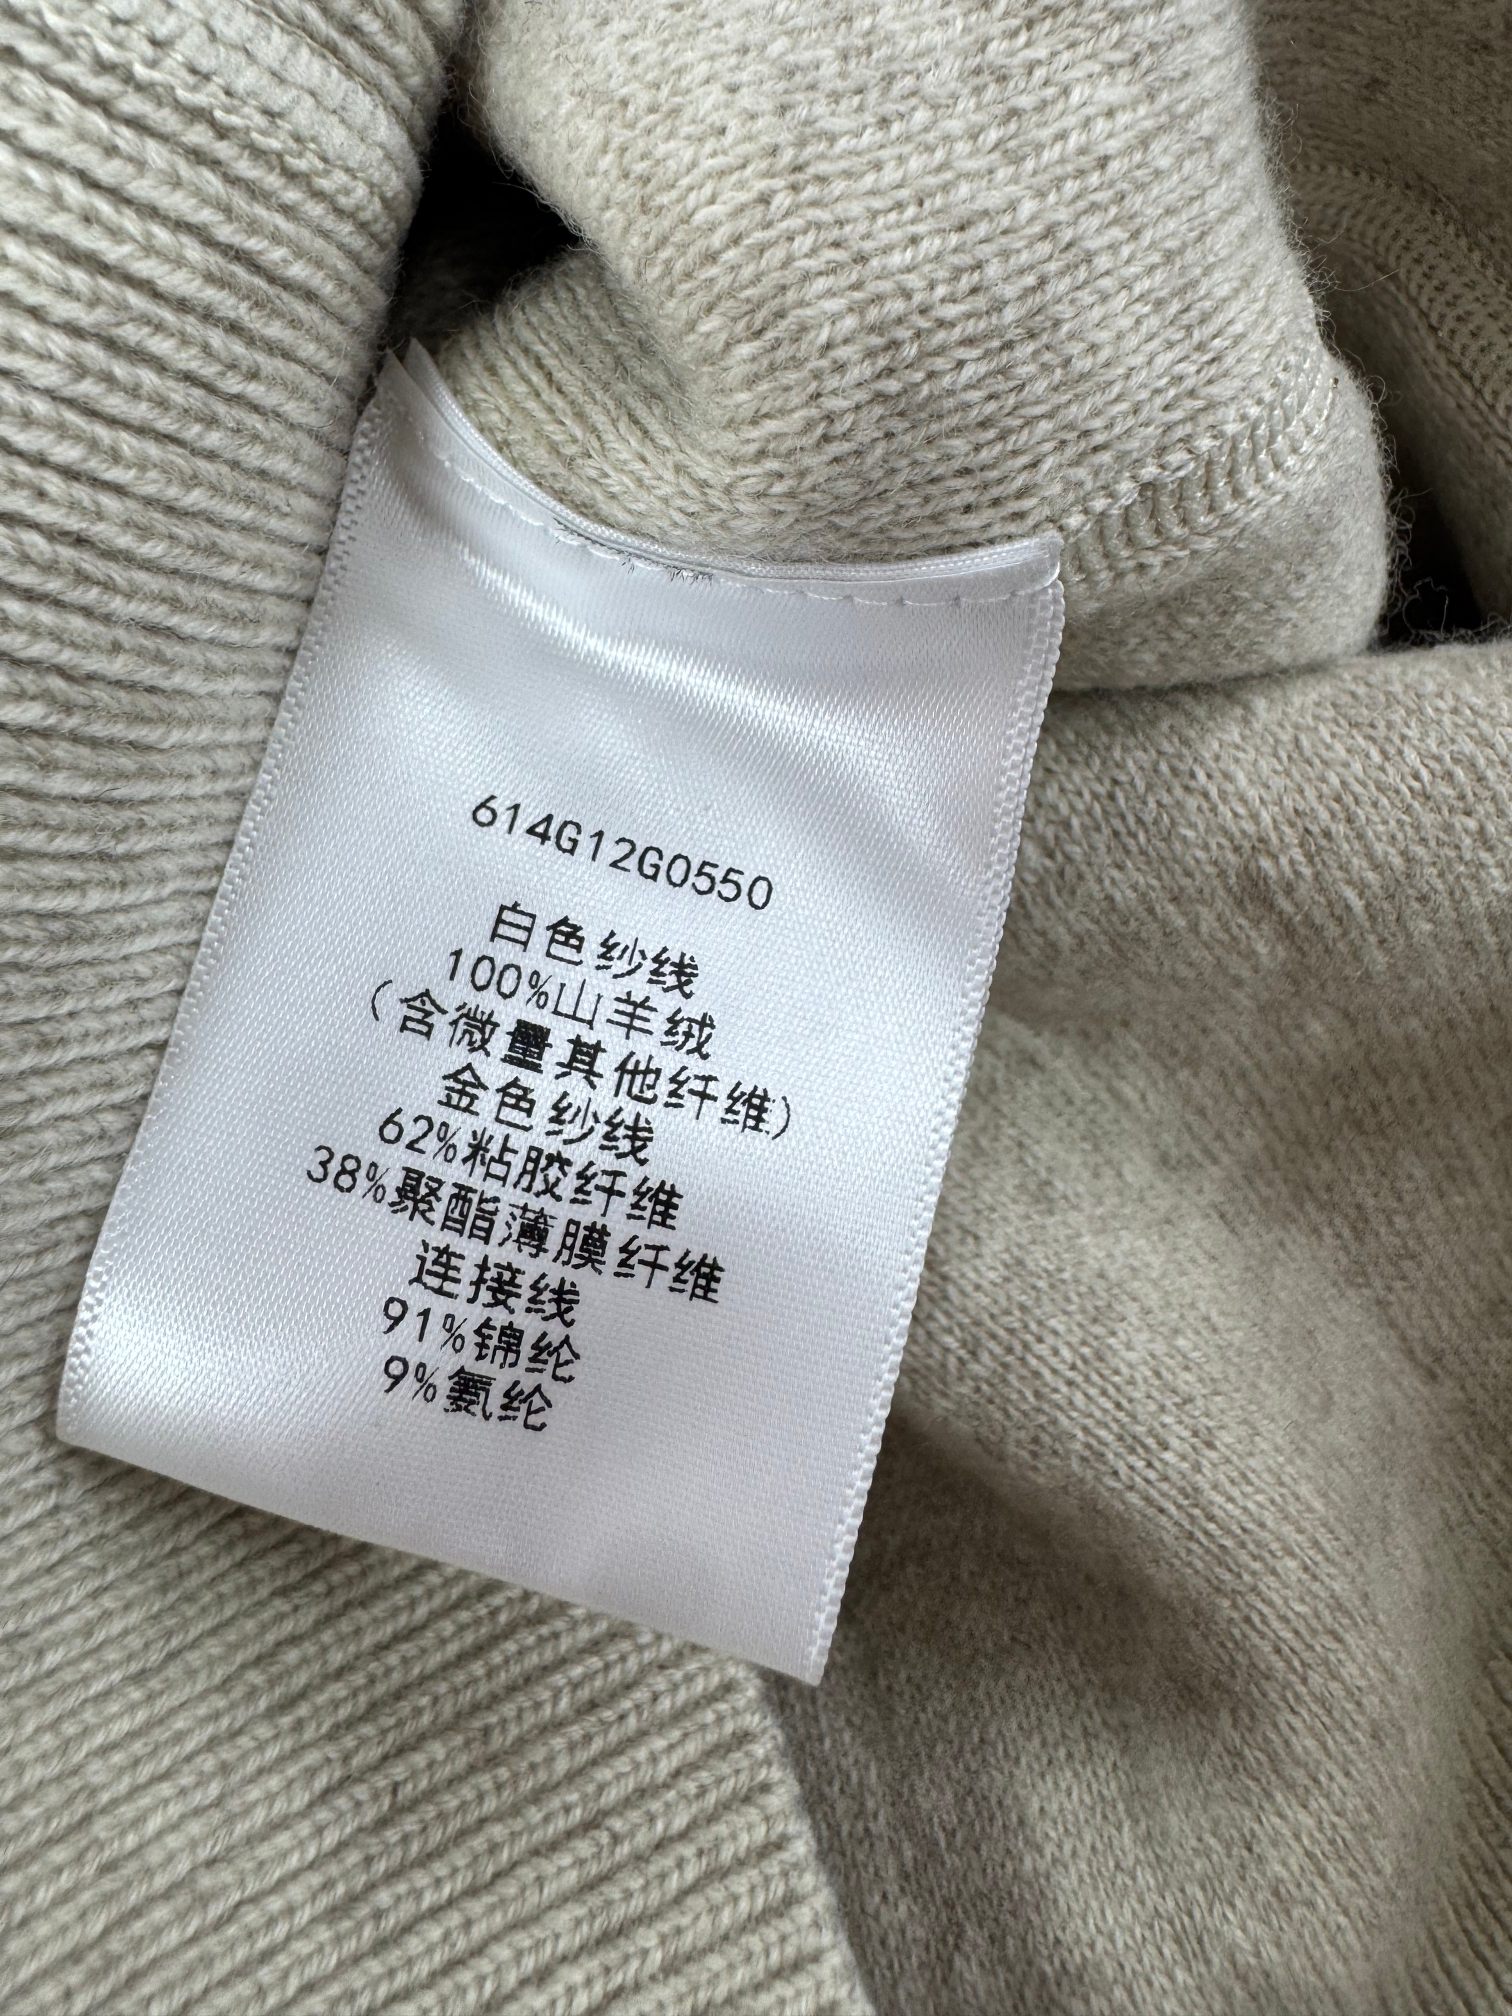 614G12G0550
白色纱线
100%山羊绒
(含微量其他纤维)
金色纱线
62%粘胶纤维
38%聚酯薄膜纤维
连接线
91%锦纶
9%氨纶